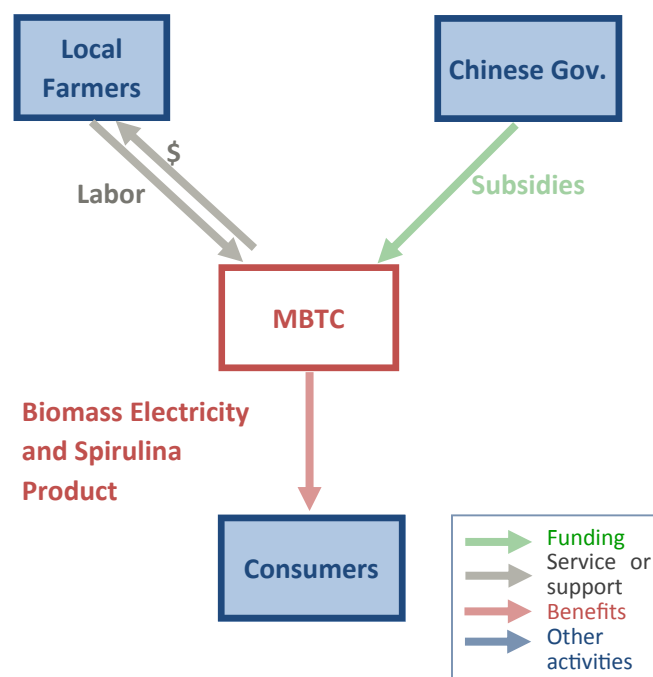 Local
Farmers
Chinese Gov.
$
Labor
Subsidies
MBTC
Biomass Electricity
and Spirulina
Product
Consumers
Funding
Service or
support
Benefits
Other
activities